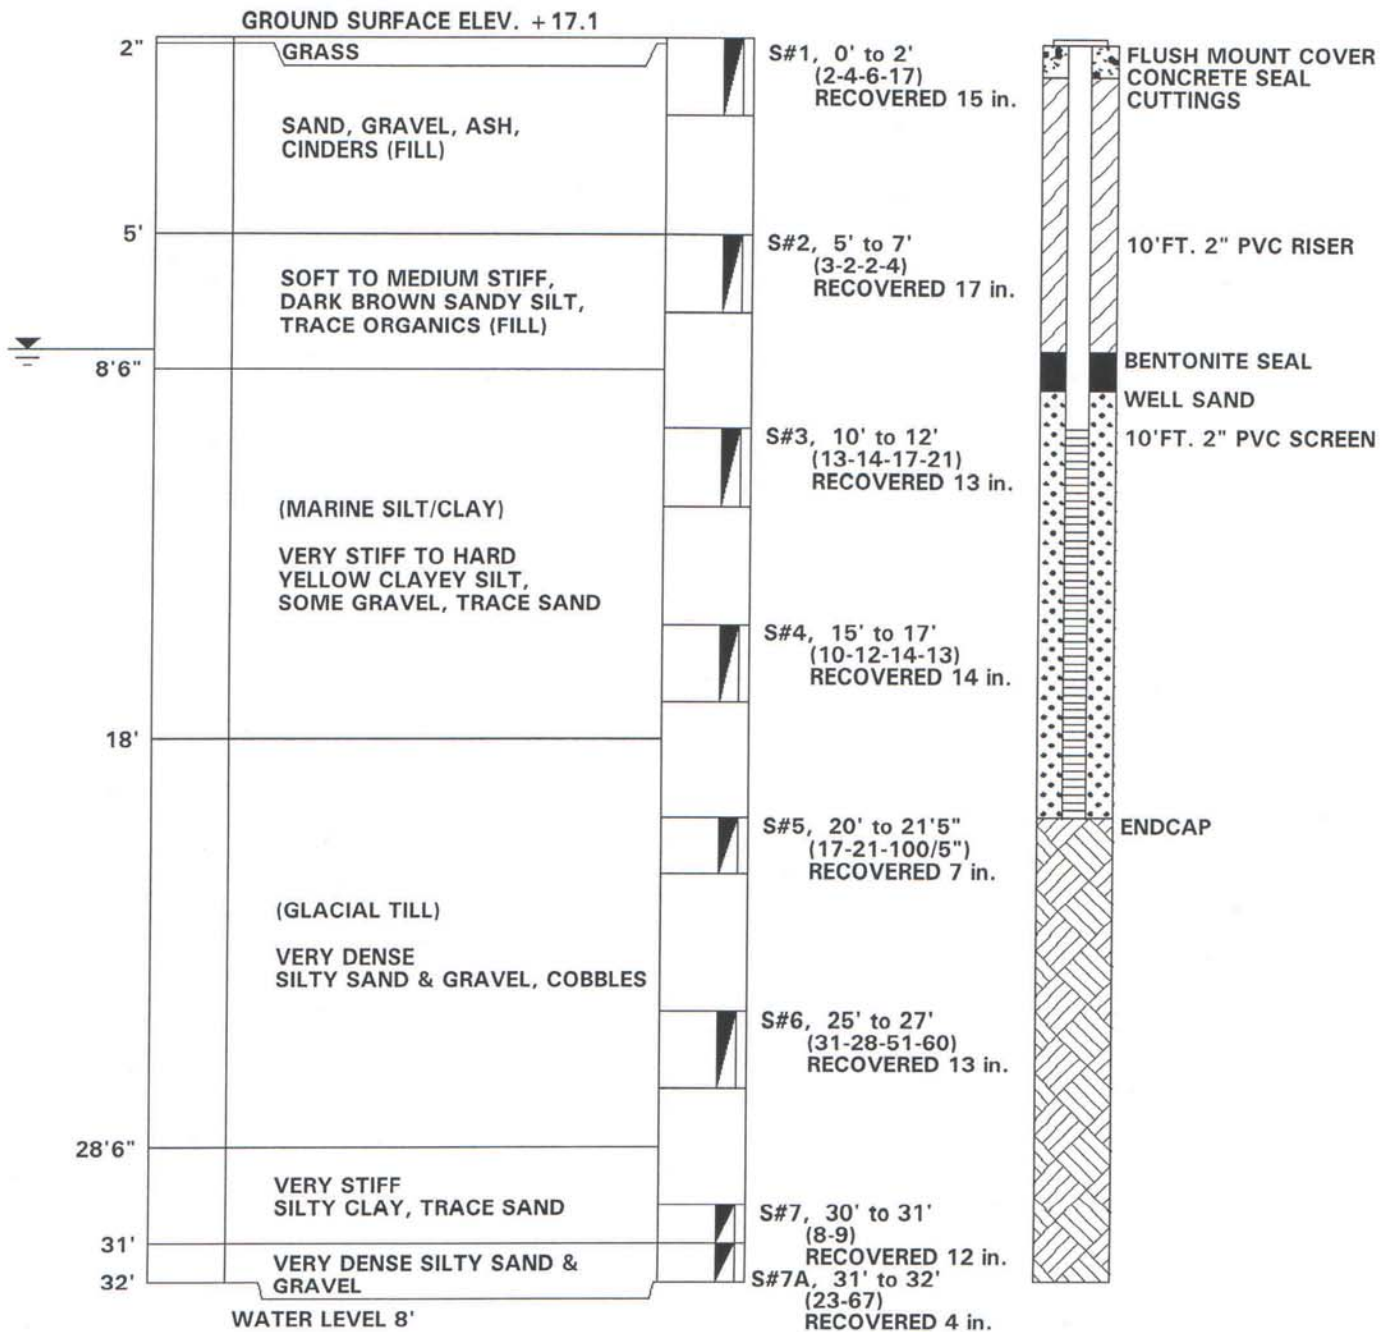 GROUND SURFACE ELEV. +17.1
2"
GRASS
SAND, GRAVEL, ASH,
CINDERS (FILL)
5'
SOFT TO MEDIUM STIFF,
DARK BROWN SANDY SILT,
TRACE ORGANICS (FILL)
8'6"
(MARINE SILT/CLAY)
VERY STIFF TO HARD
YELLOW CLAYEY SILT,
SOME GRAVEL, TRACE SAND
18'
(GLACIAL TILL)
VERY DENSE
SILTY SAND & GRAVEL, COBBLES
28'6"
VERY STIFF
SILTY CLAY, TRACE SAND
31'
VERY DENSE SILTY SAND &
GRAVEL
32'
WATER LEVEL 8'
S#1, 0' to 2'
(2-4-6-17)
RECOVERED 15 in.
S#2, 5' to 7'
(3-2-2-4)
RECOVERED 17 in.
S#3, 10' to 12'
(13-14-17-21)
RECOVERED 13 in.
S#4, 15' to 17'
(10-12-14-13)
RECOVERED 14 in.
S#5, 20' to 21'5"
(17-21-100/5")
RECOVERED 7 in.
S#6, 25' to 27'
(31-28-51-60)
RECOVERED 13 in.
S#7, 30' to 31'
(8-9)
RECOVERED 12 in.
S#7A, 31' to 32'
(23-67)
RECOVERED 4 in.
FLUSH MOUNT COVER
CONCRETE SEAL
CUTTINGS
10'FT. 2" PVC RISER
BENTONITE SEAL
WELL SAND
10'FT. 2" PVC SCREEN
ENDCAP